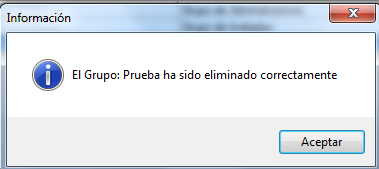 Información
El Grupo: Prueba ha sido eliminado correctamente
Aceptar